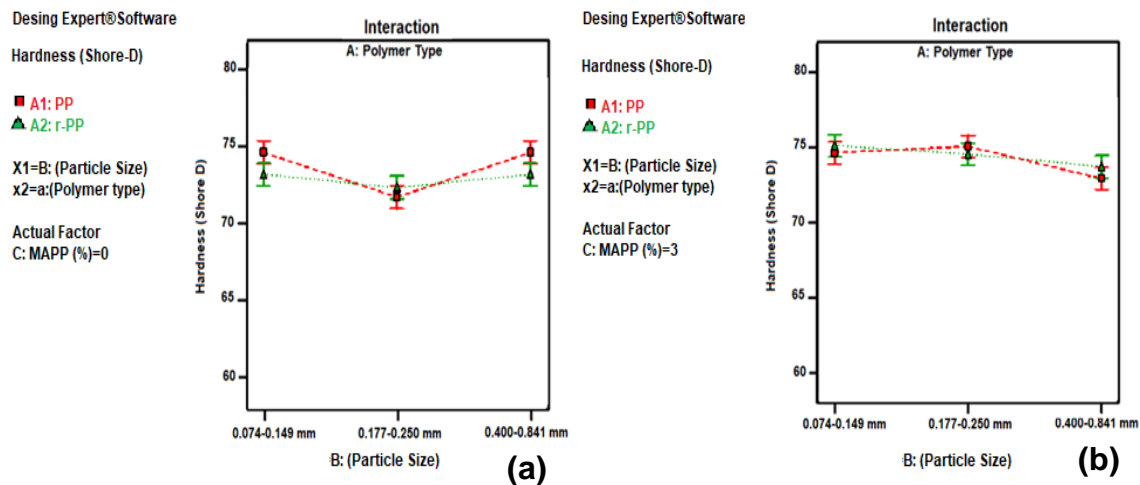 Desing Expert®Software
Hardness (Shore-D)
A1: PP
A2: r-PP
X1=B: (Particle Size)
x2=a:(Polymer type)
Actual Factor
C: MAPP (%)=0
Interaction
A: Polymer Type
Hardness (Shore D)
80
75
70
65
60
0.074-0.149 mm 0.177-0.250 mm 0.400-0.841 mm
B: (Particle Size)
(a)
Desing Expert®Software
Hardness (Shore-D)
A1: PP
A2: r-PP
X1=B: (Particle Size)
x2=a:(Polymer type)
Actual Factor
C: MAPP (%)=3
Interaction
A: Polymer Type
Hardness (Shore D)
80
75
70
65
60
0.074-0.149 mm 0.177-0.250 mm 0.400-0.841 mm
B: (Particle Size)
(b)